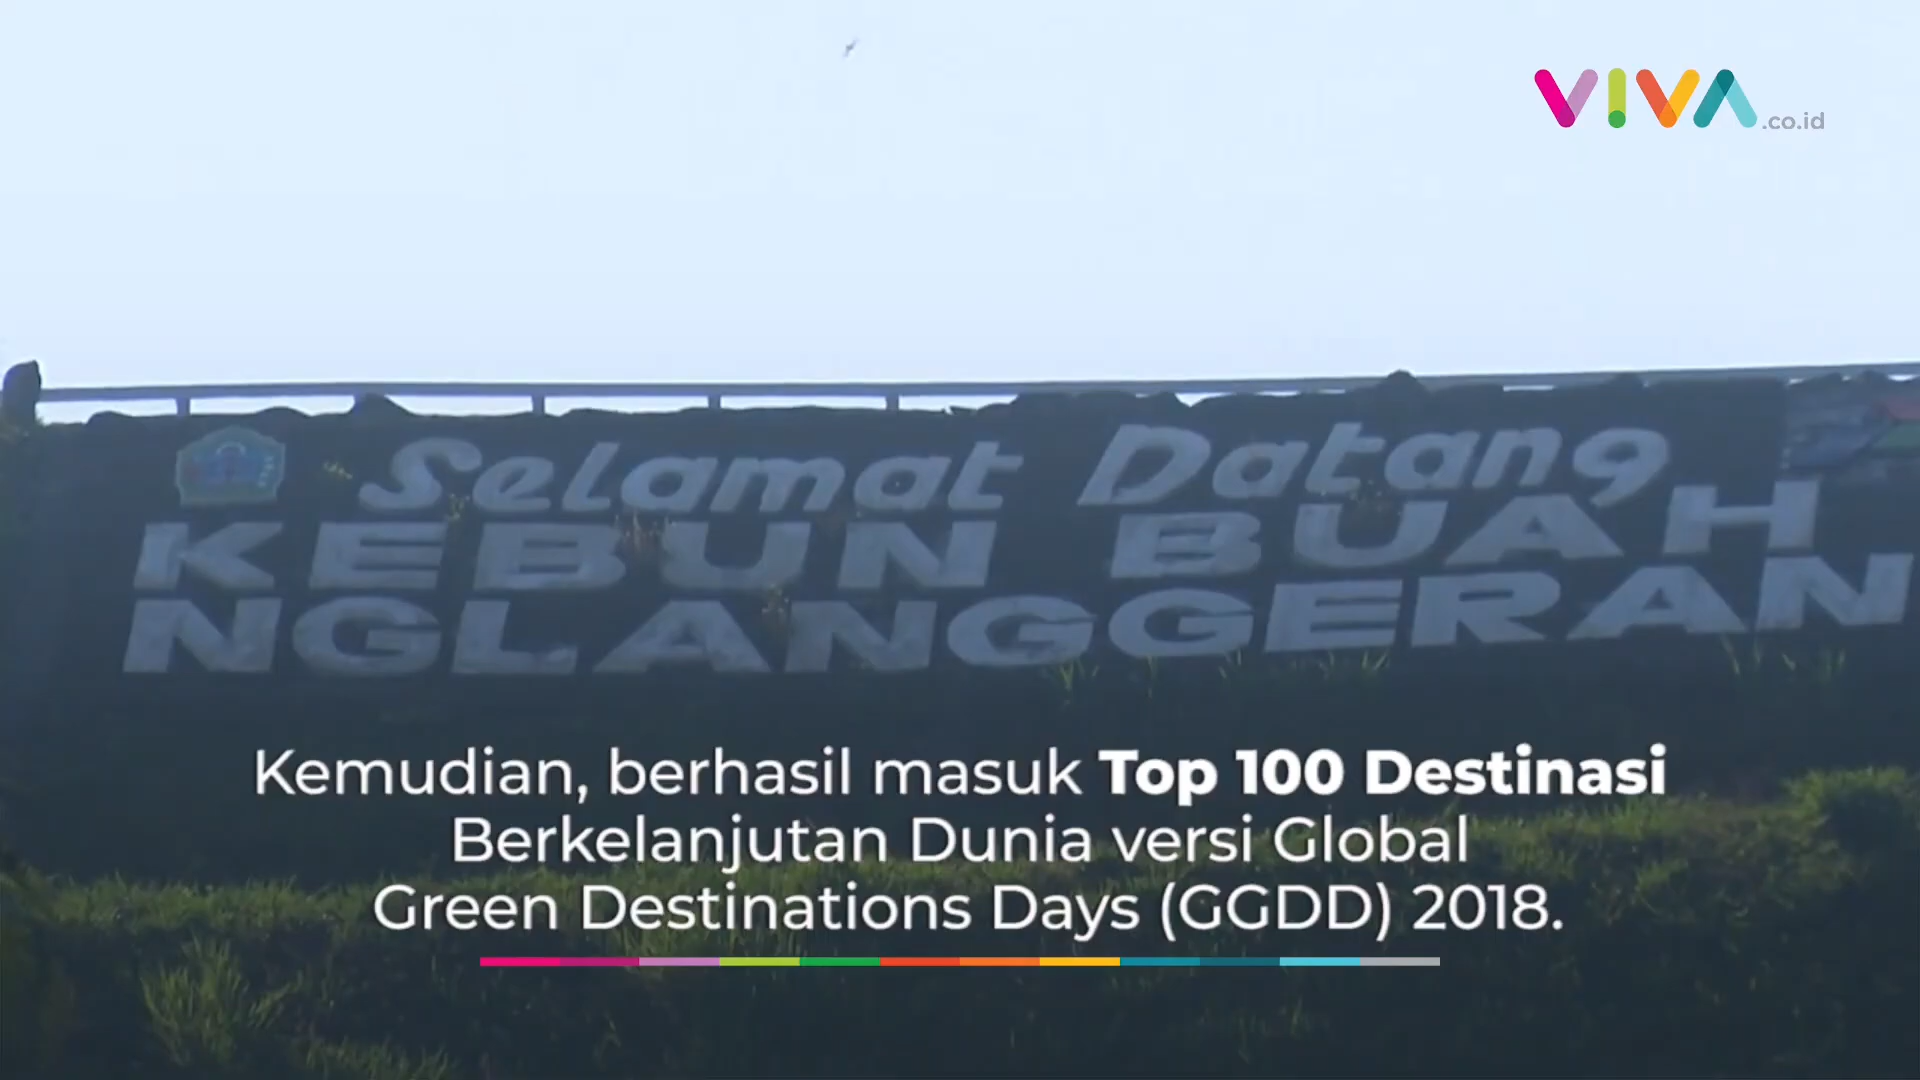 VIVA.co.id
Selamat Datang
KEBUN BUAH
NGLANGGERAN
Kemudian, berhasil masuk Top 100 Destinasi
Berkelanjutan Dunia versi Global
Green Destinations Days (GGDD) 2018.